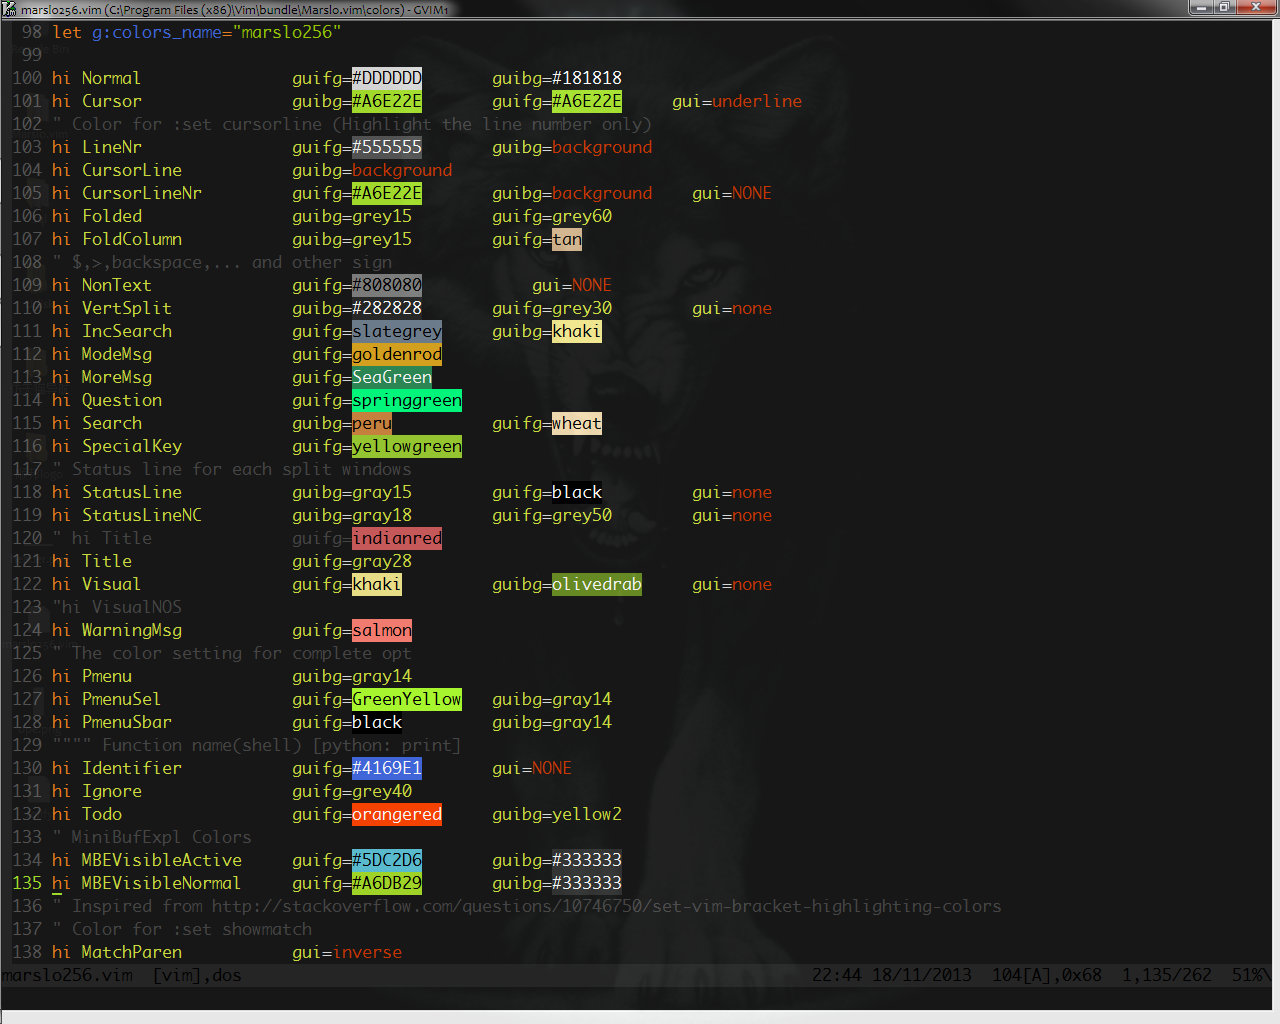 marslo256.vim (C:\Program Files (x86)\Vim\bundle\Marslo.vim\colors) - GVIM1
98 let g:colors_name="marslo256"
99
100 hi Normal guifg=#DDDDDD guibg=#181818
101 hi Cursor guibg=#A6E22E guifg=#A6E22E gui=underline
102 " Color for :set cursorline (Highlight the line number only)
103 hi LineNr guifg=#555555 guibg=background
104 hi CursorLine guibg=background
105 hi CursorLineNr guifg=#A6E22E guibg=background gui=NONE
106 hi Folded guibg=grey15 guifg=grey60
107 hi FoldColumn guibg=grey15 guifg=tan
108 " $,>,backspace,... and other sign
109 hi NonText guifg=#808080 gui=NONE
110 hi VertSplit guibg=#282828 guifg=grey30 gui=none
111 hi IncSearch guifg=slategrey guibg=khaki
112 hi ModeMsg guifg=goldenrod
113 hi MoreMsg guifg=SeaGreen
114 hi Question guifg=springgreen
115 hi Search guibg=peru guifg=wheat
116 hi SpecialKey guifg=yellowgreen
117 " Status line for each split windows
118 hi StatusLine guibg=gray15 guifg=black gui=none
119 hi StatusLineNC guibg=gray18 guifg=grey50 gui=none
120 " hi Title guifg=indianred
121 hi Title guifg=gray28
122 hi Visual guifg=khaki guibg=olivedrab gui=none
123 "hi VisualNOS
124 hi WarningMsg guifg=salmon
125 " The color setting for complete opt
126 hi Pmenu guibg=gray14
127 hi PmenuSel guifg=GreenYellow guibg=gray14
128 hi PmenuSbar guifg=black guibg=gray14
129 """" Function name(shell) [python: print]
130 hi Identifier guifg=#4169E1 gui=NONE
131 hi Ignore guifg=grey40
132 hi Todo guifg=orangered guibg=yellow2
133 " MiniBufExpl Colors
134 hi MBEVisibleActive guifg=#5DC2D6 guibg=#333333
135 hi MBEVisibleNormal guifg=#A6DB29 guibg=#333333
136 " Inspired from http://stackoverflow.com/questions/10746750/set-vim-bracket-highlighting-colors
137 " Color for :set showmatch
138 hi MatchParen gui=inverse
marslo256.vim [vim],dos 22:44 18/11/2013 104[A],0x68 1,135/262 51%\